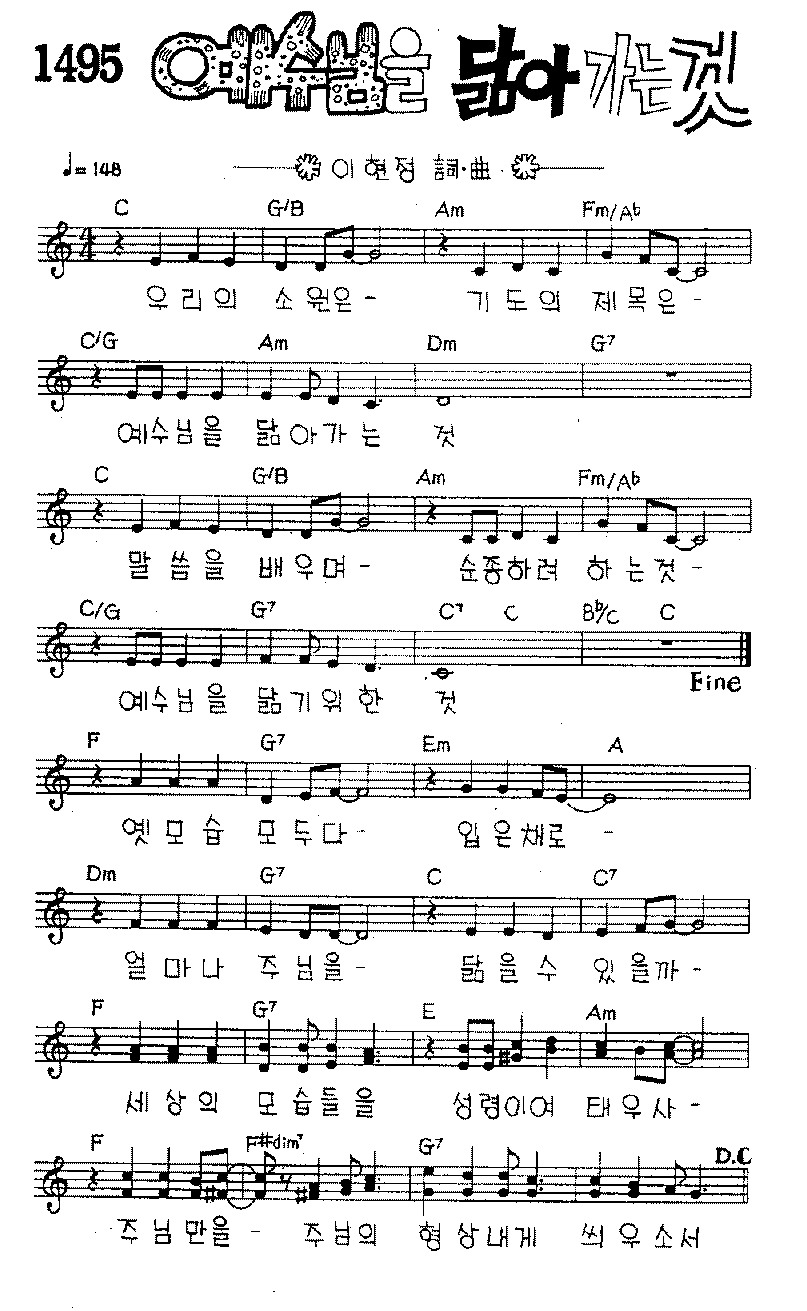 1495 예수님을 닮아가는것
♩= 148
이현정 詞·曲
C G/B Am Fm/A♭
우리의 소원은- 기도의 제목은-
C/G Am Dm G7
예수님을 닮아가는 것
C G/B Am Fm/A♭
말씀을 배우며- 순종하려 하는것-
C/G G7 C7 C B♭/C C
Fine
예수님을 닮기위한 것
F G7 Em A
옛모습 모두다- 입은채로 -
Dm G7 C C7
얼마나 주님을- 닮을수 있을까-
F G7 E Am
세상의 모습들을 성령이여 태우사-
F F#dim7 G7 D.C
주님만을 - 주님의 형상내게 씌우소서